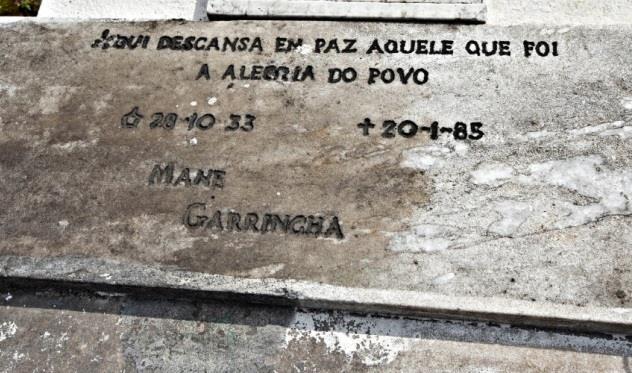 AQUI DESCANSA EM PAZ AQUELE QUE FOI
A ALEGRIA DO POVO
☆ 28-10-33 ✝ 20-1-85
MANE
GARRINCHA